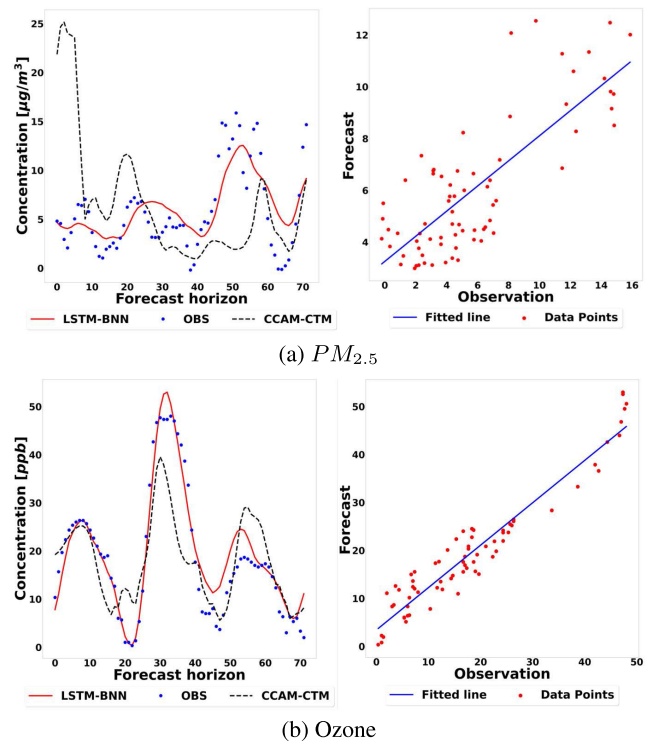 Concentration [μg/m³]
25
20
15
10
5
0
0 10 20 30 40 50 60 70
Forecast horizon
LSTM-BNN OBS CCAM-CTM
Forecast
12
10
8
6
4
0 2 4 6 8 10 12 14 16
Observation
Fitted line Data Points
(a) PM₂.₅
Concentration [ppb]
50
40
30
20
10
0
0 10 20 30 40 50 60 70
Forecast horizon
LSTM-BNN OBS CCAM-CTM
Forecast
50
40
30
20
10
0
0 10 20 30 40 50
Observation
Fitted line Data Points
(b) Ozone